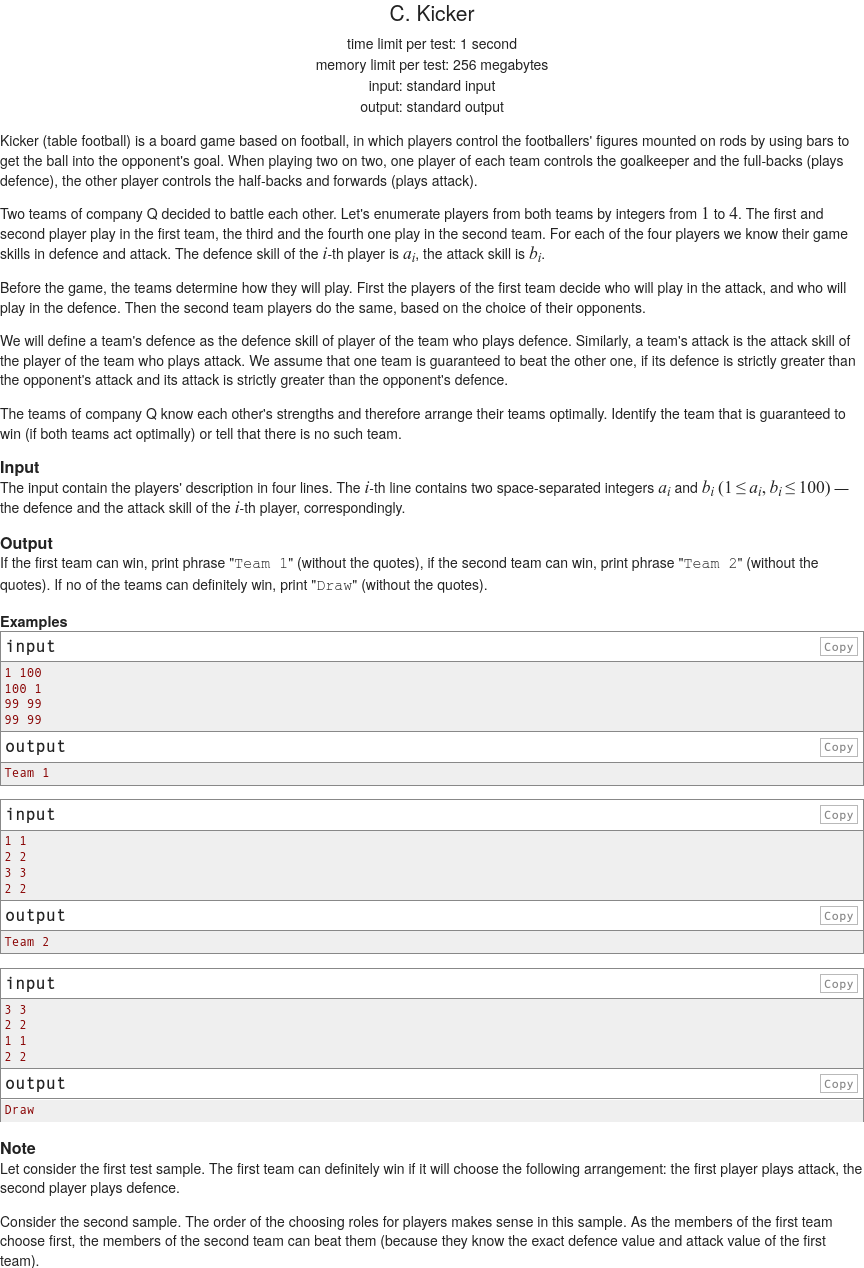 C. Kicker
time limit per test: 1 second
memory limit per test: 256 megabytes
input: standard input
output: standard output
Kicker (table football) is a board game based on football, in which players control the footballers' figures mounted on rods by using bars to
get the ball into the opponent's goal. When playing two on two, one player of each team controls the goalkeeper and the full-backs (plays
defence), the other player controls the half-backs and forwards (plays attack).
Two teams of company Q decided to battle each other. Let's enumerate players from both teams by integers from 1 to 4. The first and
second player play in the first team, the third and the fourth one play in the second team. For each of the four players we know their game
skills in defence and attack. The defence skill of the i-th player is a_i, the attack skill is b_i.
Before the game, the teams determine how they will play. First the players of the first team decide who will play in the attack, and who will
play in the defence. Then the second team players do the same, based on the choice of their opponents.
We will define a team's defence as the defence skill of player of the team who plays defence. Similarly, a team's attack is the attack skill of
the player of the team who plays attack. We assume that one team is guaranteed to beat the other one, if its defence is strictly greater than
the opponent's attack and its attack is strictly greater than the opponent's defence.
The teams of company Q know each other's strengths and therefore arrange their teams optimally. Identify the team that is guaranteed to
win (if both teams act optimally) or tell that there is no such team.
Input
The input contain the players' description in four lines. The i-th line contains two space-separated integers a_i and b_i (1 ≤ a_i, b_i ≤ 100) —
the defence and the attack skill of the i-th player, correspondingly.
Output
If the first team can win, print phrase "Team 1" (without the quotes), if the second team can win, print phrase "Team 2" (without the
quotes). If no of the teams can definitely win, print "Draw" (without the quotes).
Examples
input Copy
1 100
100 1
99 99
99 99
output Copy
Team 1
input Copy
1 1
2 2
3 3
2 2
output Copy
Team 2
input Copy
3 3
2 2
1 1
2 2
output Copy
Draw
Note
Let consider the first test sample. The first team can definitely win if it will choose the following arrangement: the first player plays attack, the
second player plays defence.
Consider the second sample. The order of the choosing roles for players makes sense in this sample. As the members of the first team
choose first, the members of the second team can beat them (because they know the exact defence value and attack value of the first
team).